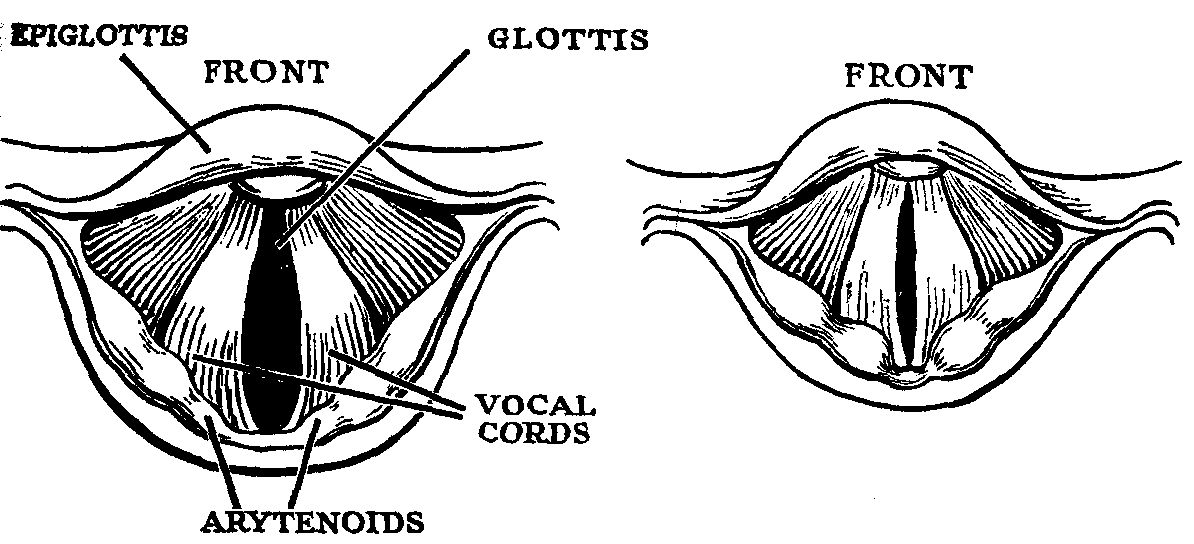 EPIGLOTTIS
GLOTTIS
FRONT
FRONT
VOCAL
CORDS
ARYTENOIDS